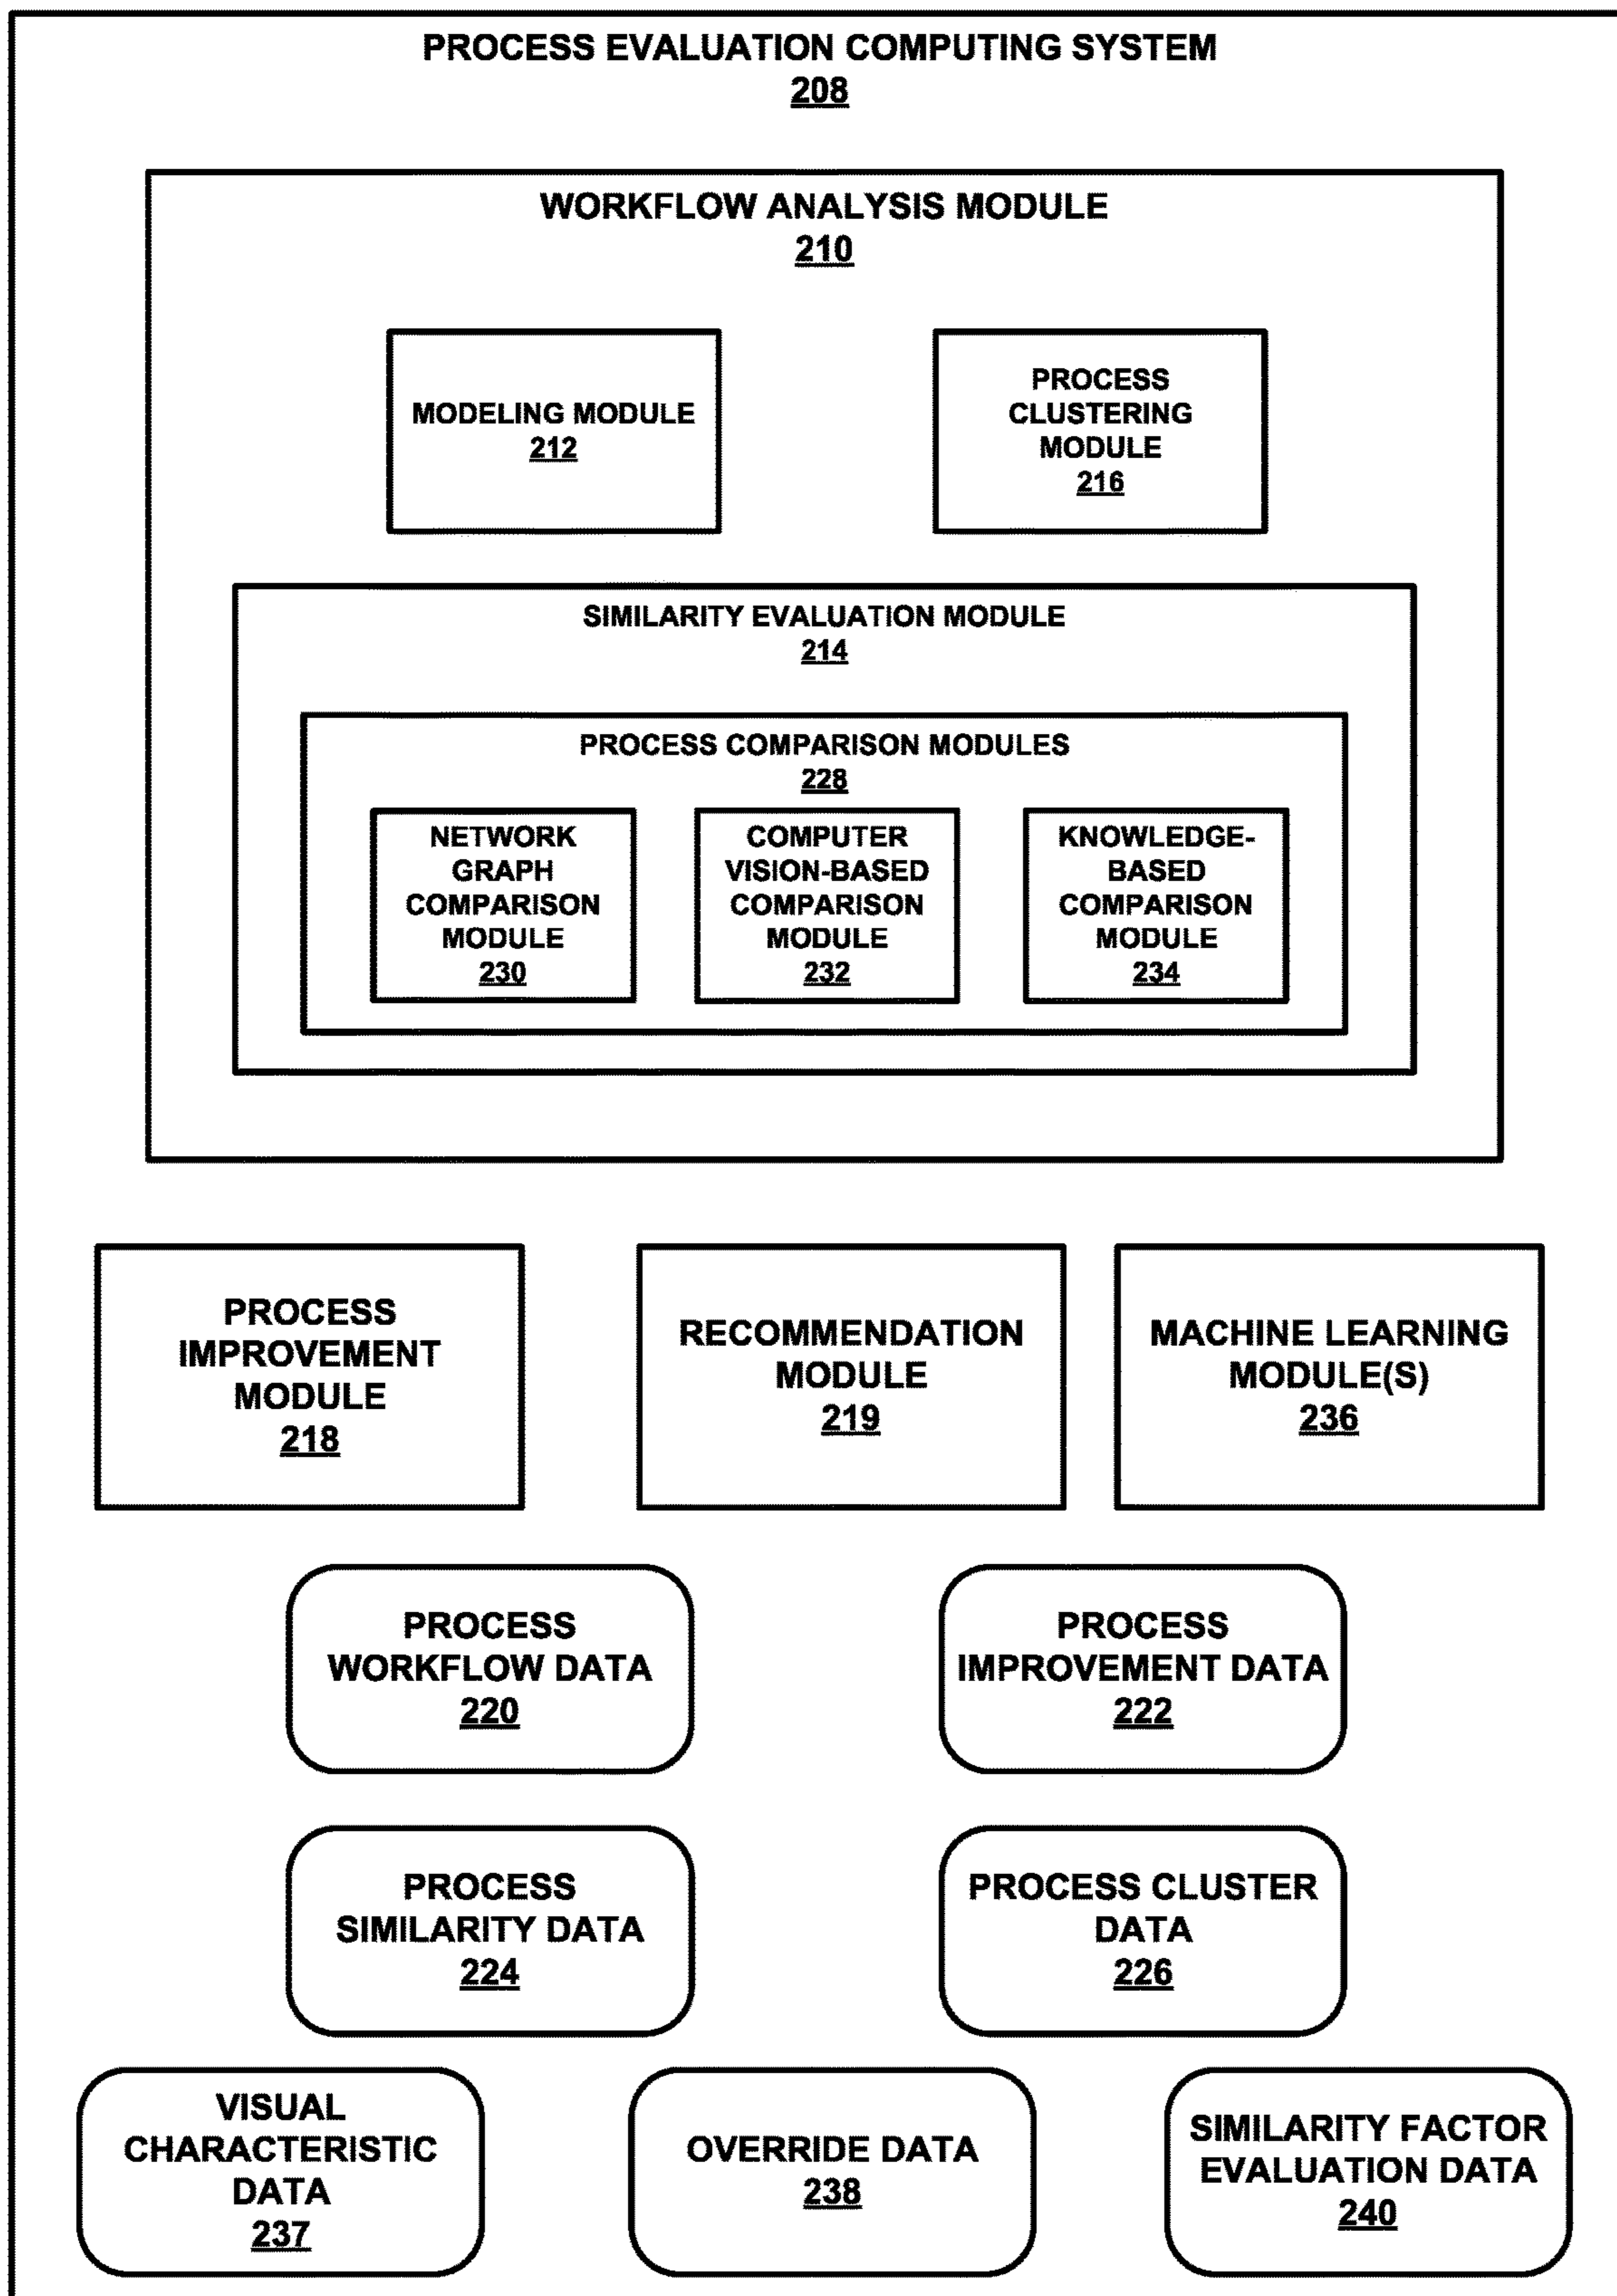 PROCESS EVALUATION COMPUTING SYSTEM
208
WORKFLOW ANALYSIS MODULE
210
MODELING MODULE
212
PROCESS
CLUSTERING
MODULE
216
SIMILARITY EVALUATION MODULE
214
PROCESS COMPARISON MODULES
228
NETWORK
GRAPH
COMPARISON
MODULE
230
COMPUTER
VISION-BASED
COMPARISON
MODULE
232
KNOWLEDGE-
BASED
COMPARISON
MODULE
234
PROCESS
IMPROVEMENT
MODULE
218
RECOMMENDATION
MODULE
219
MACHINE LEARNING
MODULE(S)
236
PROCESS
WORKFLOW DATA
220
PROCESS
IMPROVEMENT DATA
222
PROCESS
SIMILARITY DATA
224
PROCESS CLUSTER
DATA
226
VISUAL
CHARACTERISTIC
DATA
237
OVERRIDE DATA
238
SIMILARITY FACTOR
EVALUATION DATA
240